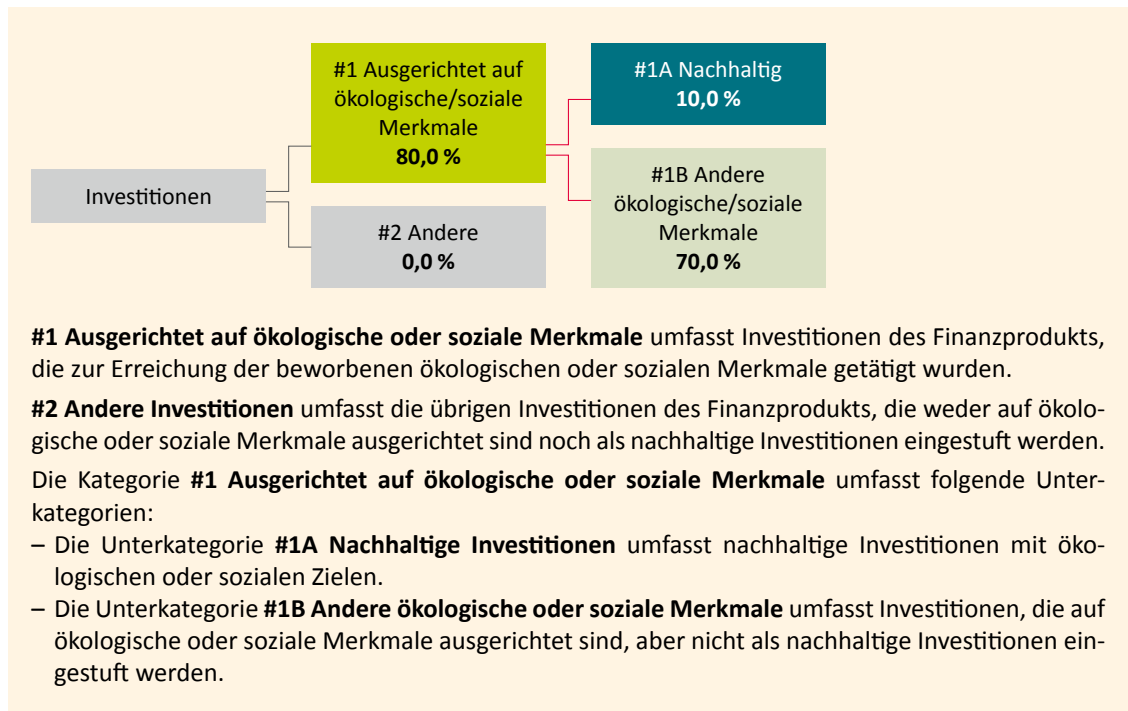 #1 Ausgerichtet auf
ökologische/soziale
Merkmale
80,0 %
#1A Nachhaltig
10,0 %
Investitionen
#2 Andere
0,0 %
#1B Andere
ökologische/soziale
Merkmale
70,0 %
#1 Ausgerichtet auf ökologische oder soziale Merkmale umfasst Investitionen des Finanzprodukts,
die zur Erreichung der beworbenen ökologischen oder sozialen Merkmale getätigt wurden.
#2 Andere Investitionen umfasst die übrigen Investitionen des Finanzprodukts, die weder auf ökolo-
gische oder soziale Merkmale ausgerichtet sind noch als nachhaltige Investitionen eingestuft werden.
Die Kategorie #1 Ausgerichtet auf ökologische oder soziale Merkmale umfasst folgende Unter-
kategorien:
– Die Unterkategorie #1A Nachhaltige Investitionen umfasst nachhaltige Investitionen mit öko-
logischen oder sozialen Zielen.
– Die Unterkategorie #1B Andere ökologische oder soziale Merkmale umfasst Investitionen, die auf
ökologische oder soziale Merkmale ausgerichtet sind, aber nicht als nachhaltige Investitionen ein-
gestuft werden.